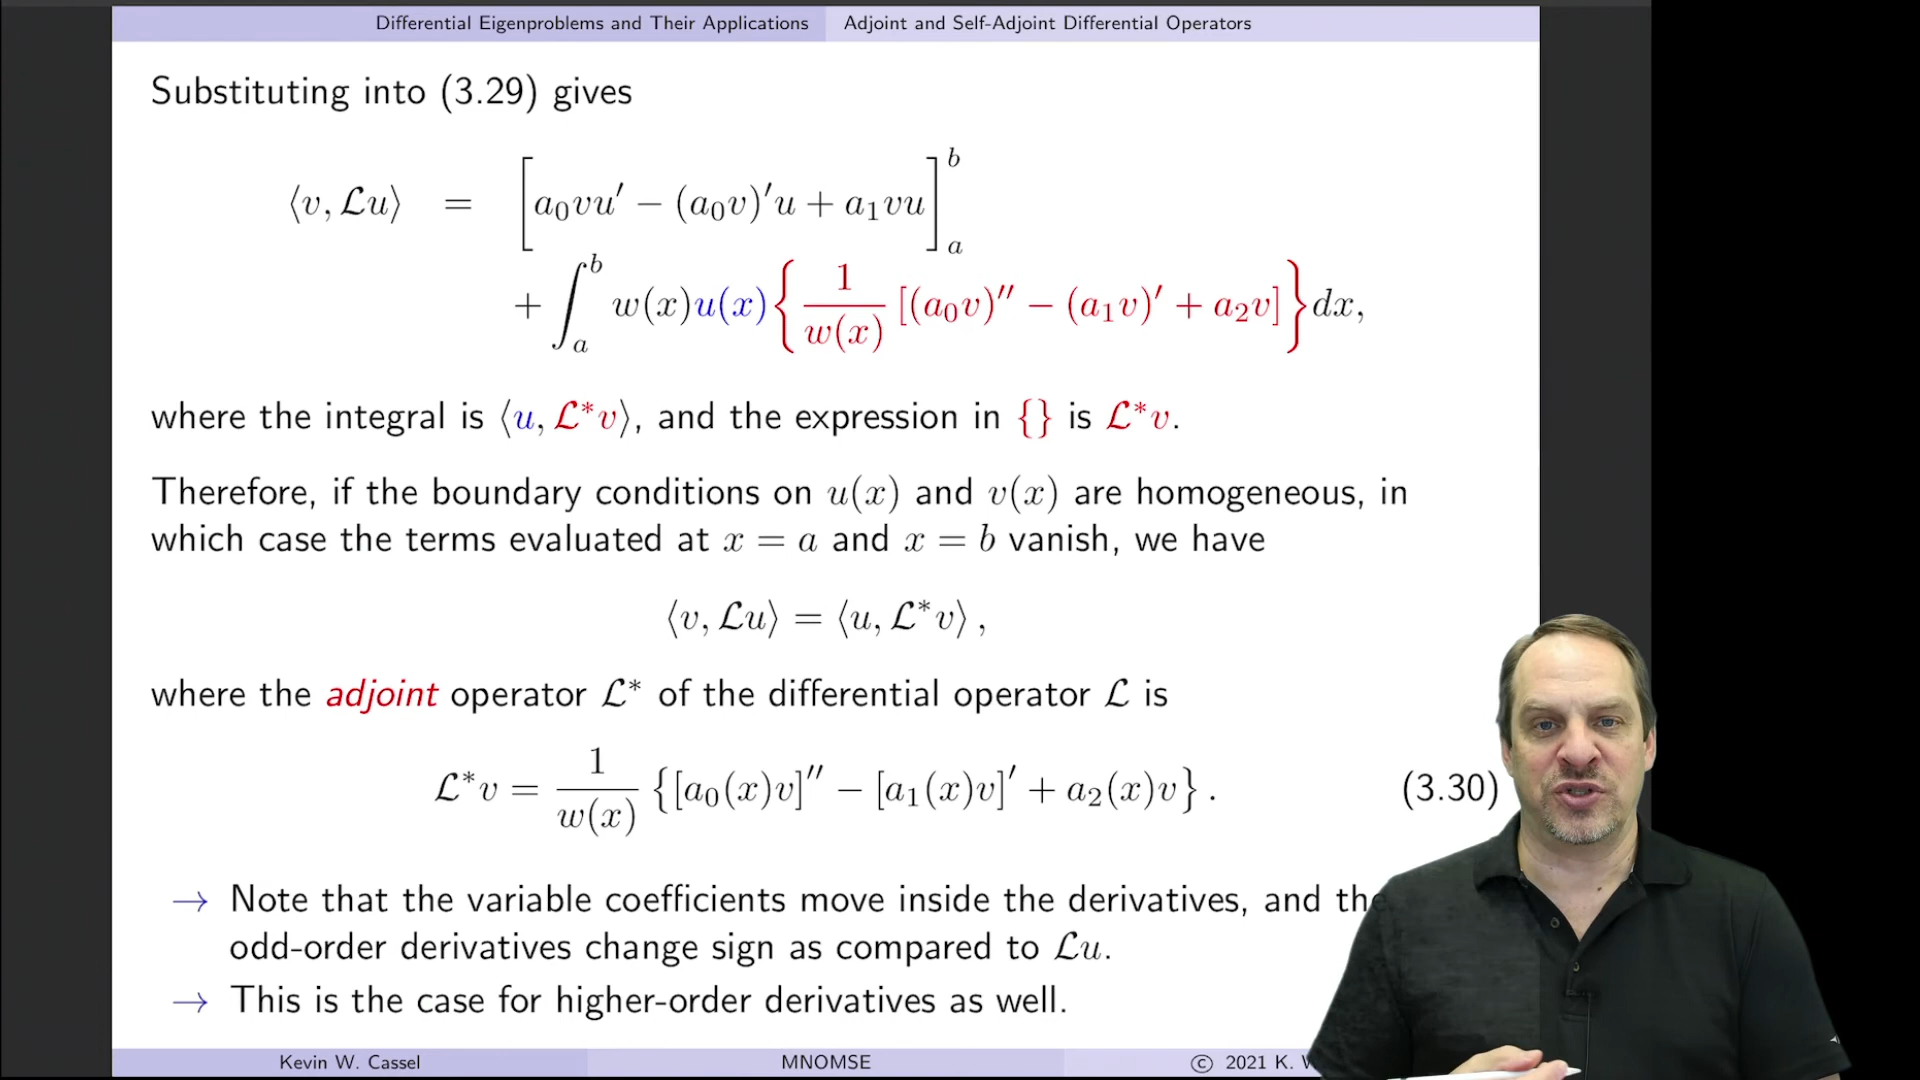 Differential Eigenproblems and Their Applications Adjoint and Self-Adjoint Differential Operators
Substituting into (3.29) gives
⟨v, ℒu⟩ = [a₀vu′ − (a₀v)′u + a₁vu]ₐᵇ
+ ∫ₐᵇ w(x)u(x){1/w(x) [(a₀v)″ − (a₁v)′ + a₂v]}dx,
where the integral is ⟨u, ℒ*v⟩, and the expression in {} is ℒ*v.
Therefore, if the boundary conditions on u(x) and v(x) are homogeneous, in
which case the terms evaluated at x = a and x = b vanish, we have
⟨v, ℒu⟩ = ⟨u, ℒ*v⟩ ,
where the adjoint operator ℒ* of the differential operator ℒ is
ℒ*v = 1/w(x) {[a₀(x)v]″ − [a₁(x)v]′ + a₂(x)v} . (3.30)
→ Note that the variable coefficients move inside the derivatives, and the
odd-order derivatives change sign as compared to ℒu.
→ This is the case for higher-order derivatives as well.
Kevin W. Cassel MNOMSE © 2021 K.